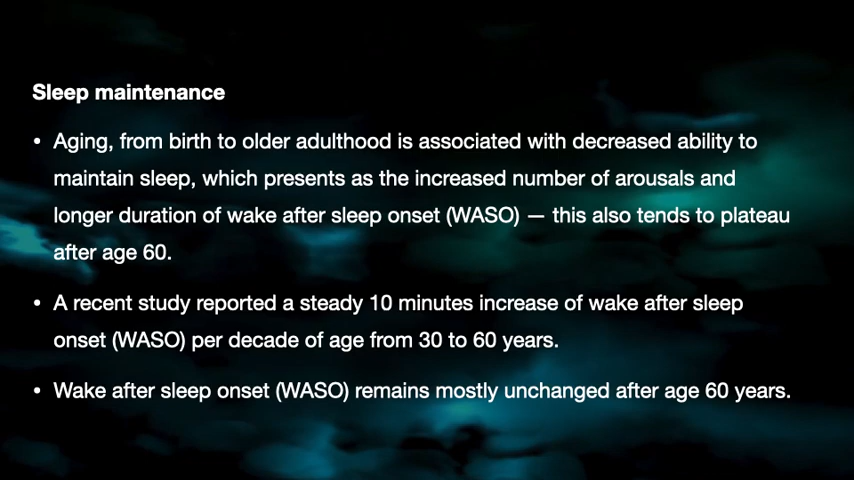 Sleep maintenance
• Aging, from birth to older adulthood is associated with decreased ability to
maintain sleep, which presents as the increased number of arousals and
longer duration of wake after sleep onset (WASO) — this also tends to plateau
after age 60.
• A recent study reported a steady 10 minutes increase of wake after sleep
onset (WASO) per decade of age from 30 to 60 years.
• Wake after sleep onset (WASO) remains mostly unchanged after age 60 years.